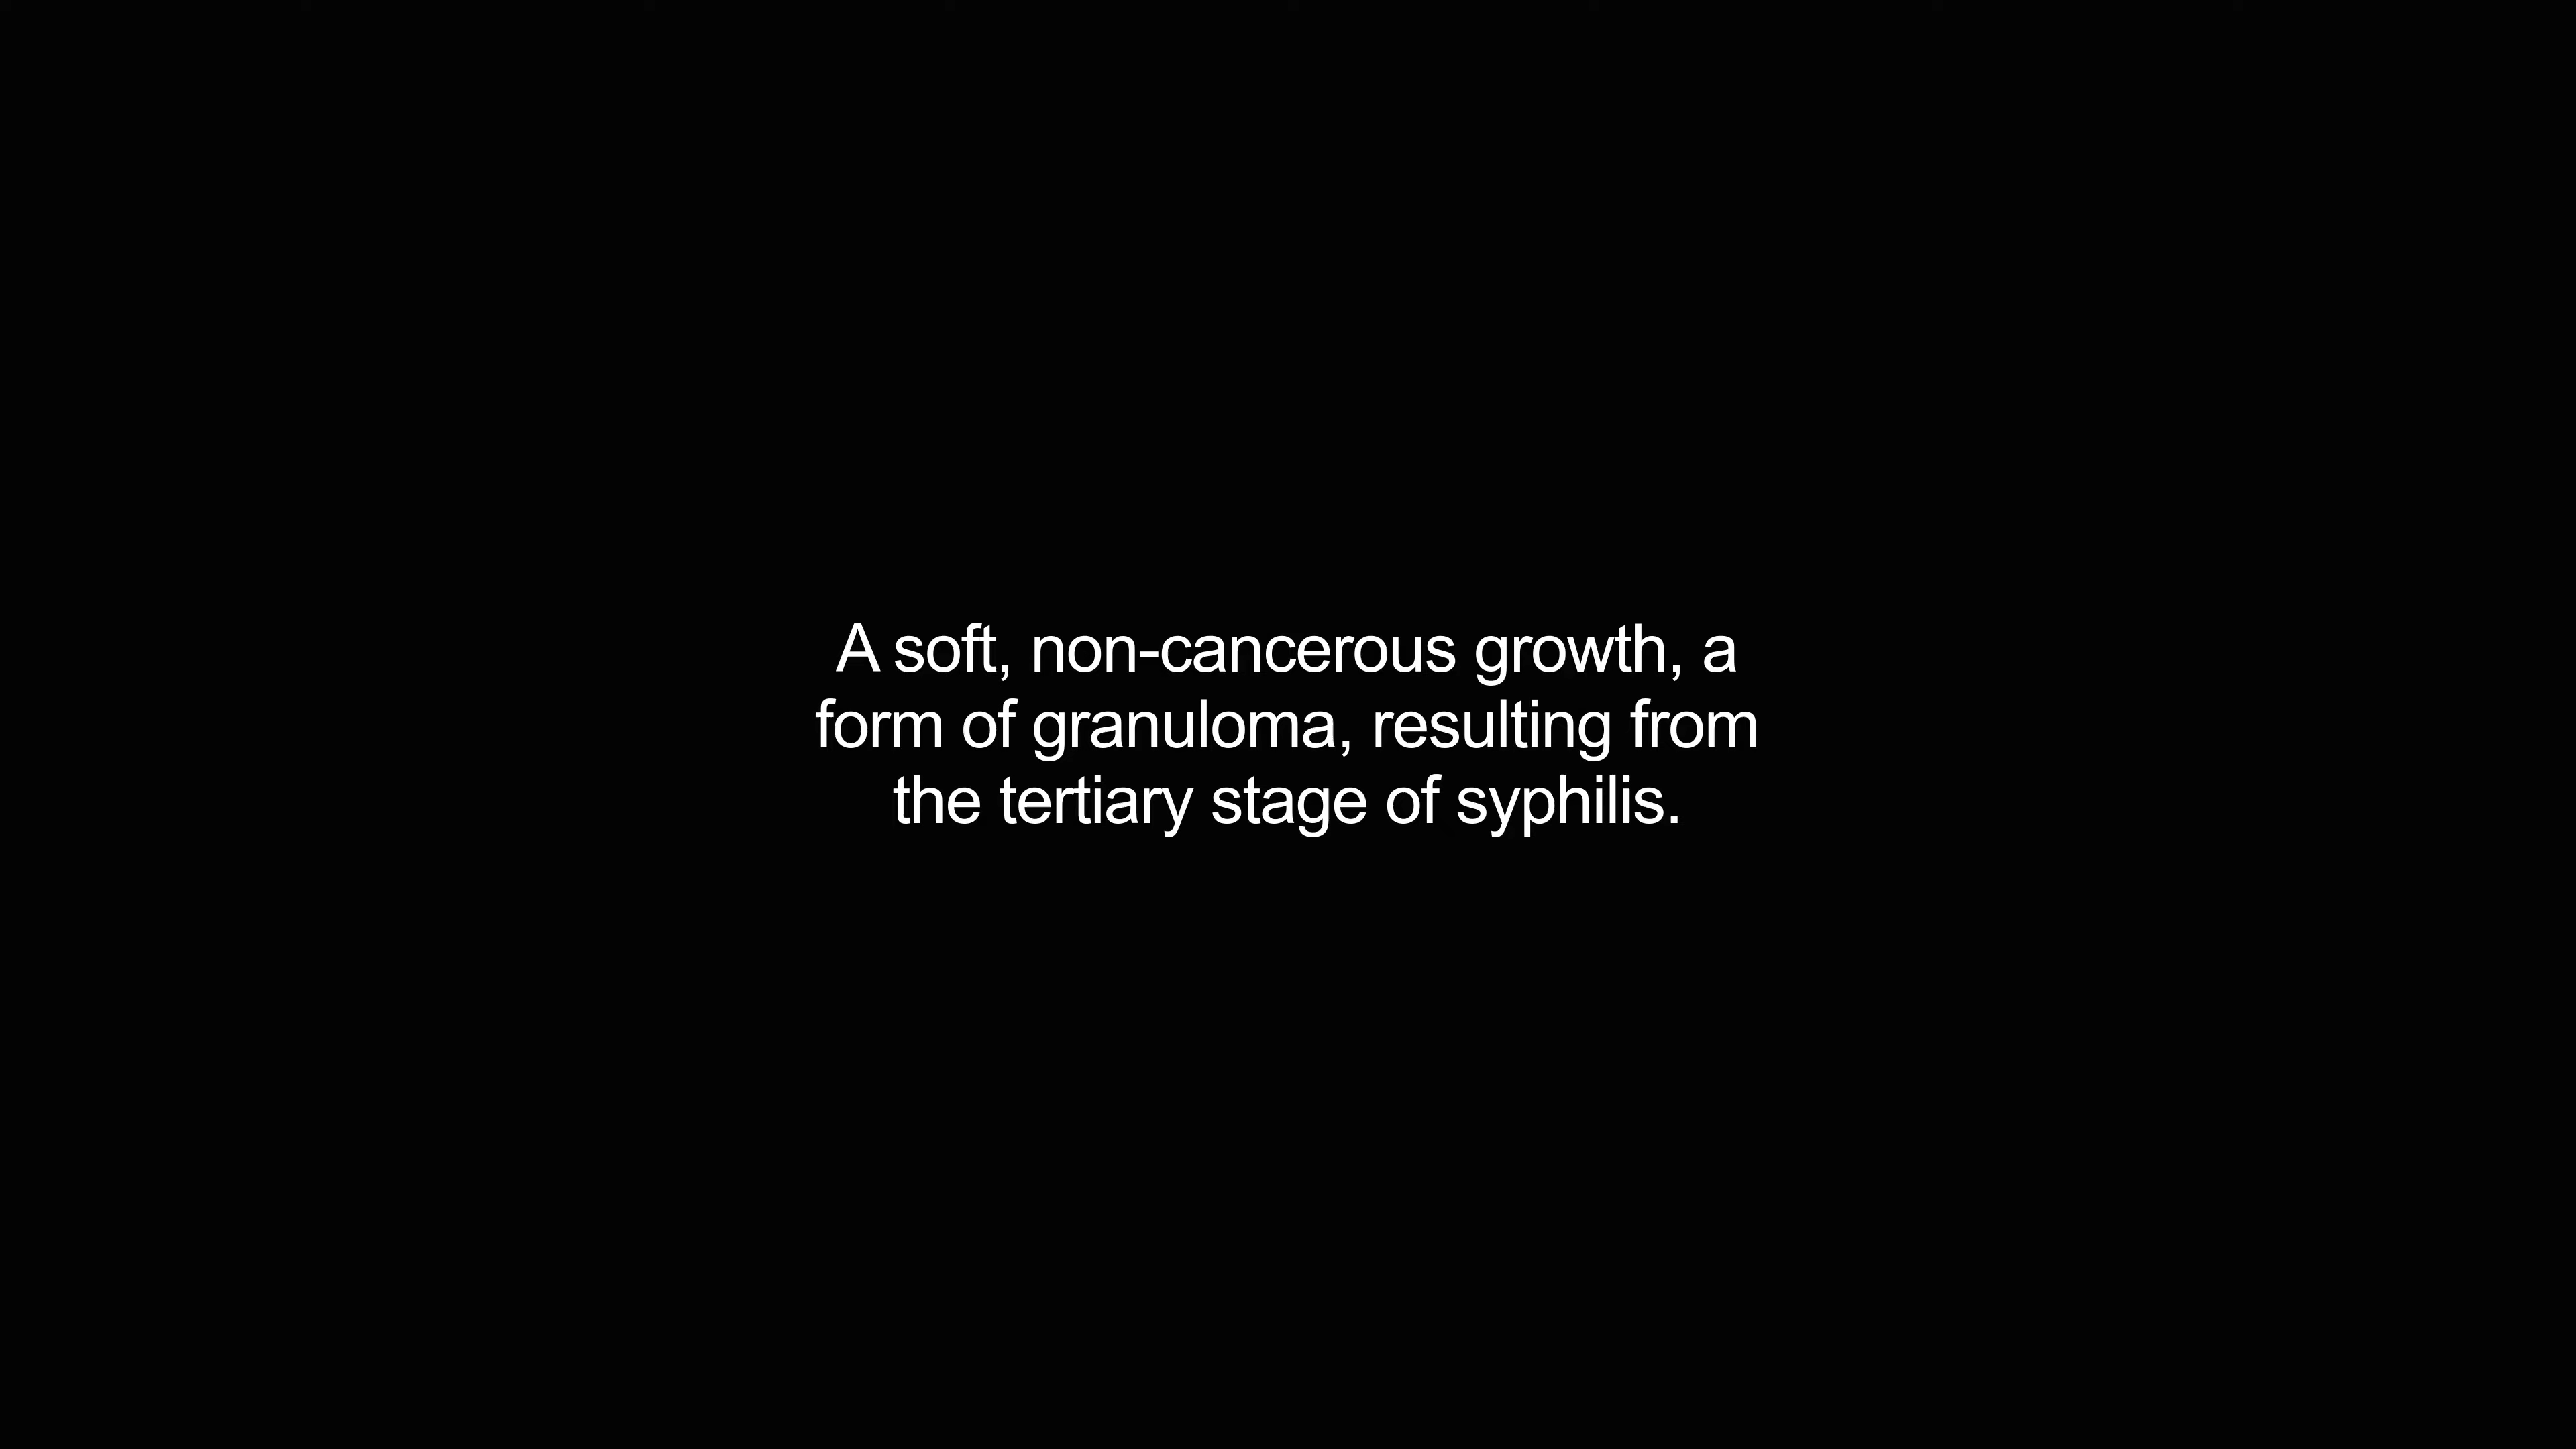 A soft, non-cancerous growth, a
form of granuloma, resulting from
the tertiary stage of syphilis.